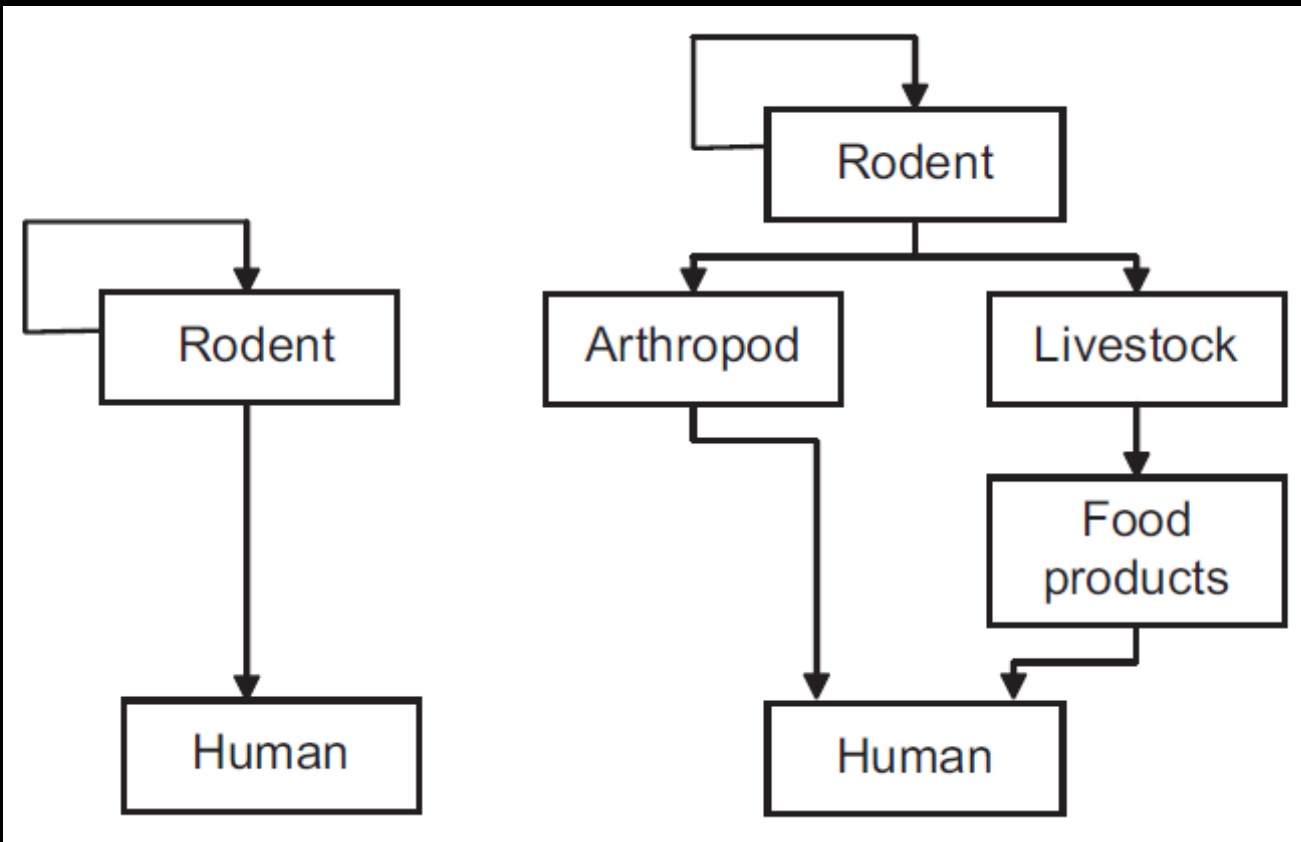 Rodent
Human
Rodent
Arthropod
Livestock
Food
products
Human